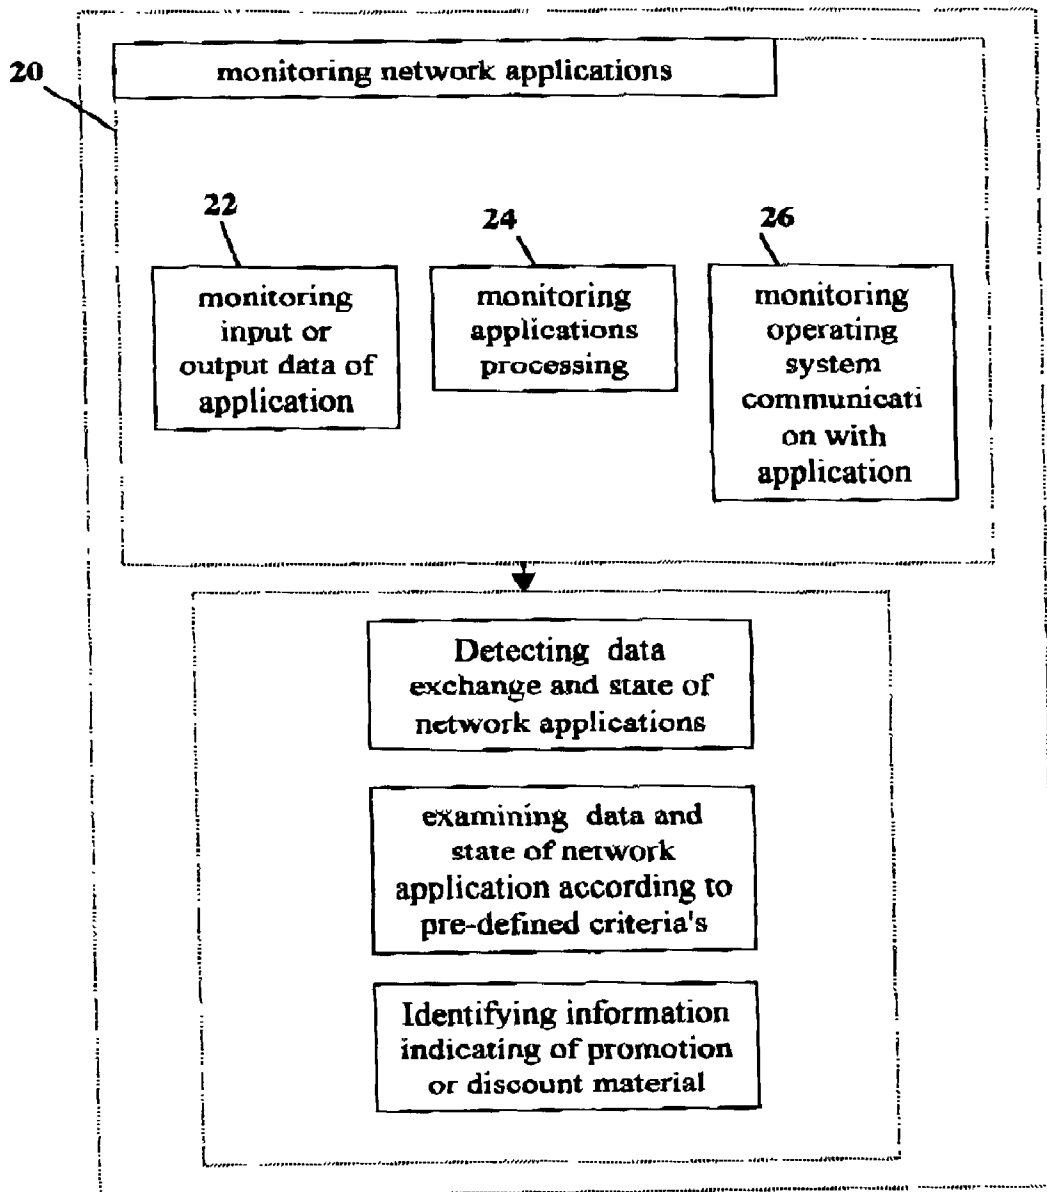 20
monitoring network applications
22
24
26
monitoring
input or
output data of
application
monitoring
applications
processing
monitoring
operating
system
communicati
on with
application
Detecting data
exchange and state of
network applications
examining data and
state of network
application according to
pre-defined criteria's
Identifying information
indicating of promotion
or discount material